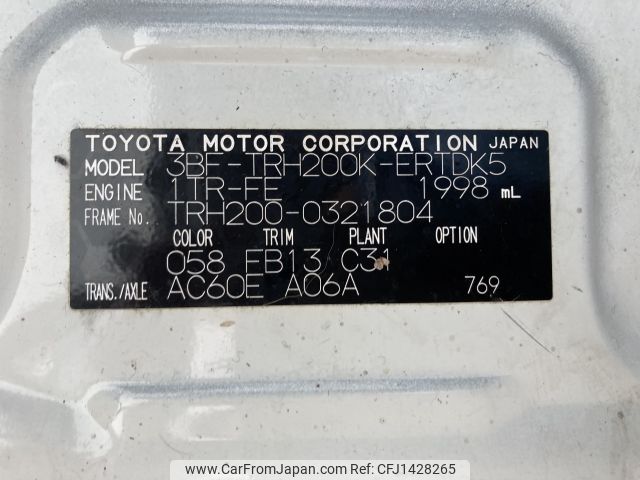 TOYOTA MOTOR CORPORATION JAPAN
MODEL 3BF-TRH200K-ERTDK5
ENGINE 1TR-FE 1998 mL
FRAME No. TRH200-0321804
COLOR TRIM PLANT OPTION
058 FB13 C31
TRANS./AXLE AC60E A06A 769
www.CarFromJapan.com - CarFromJapan - CFJ1428265